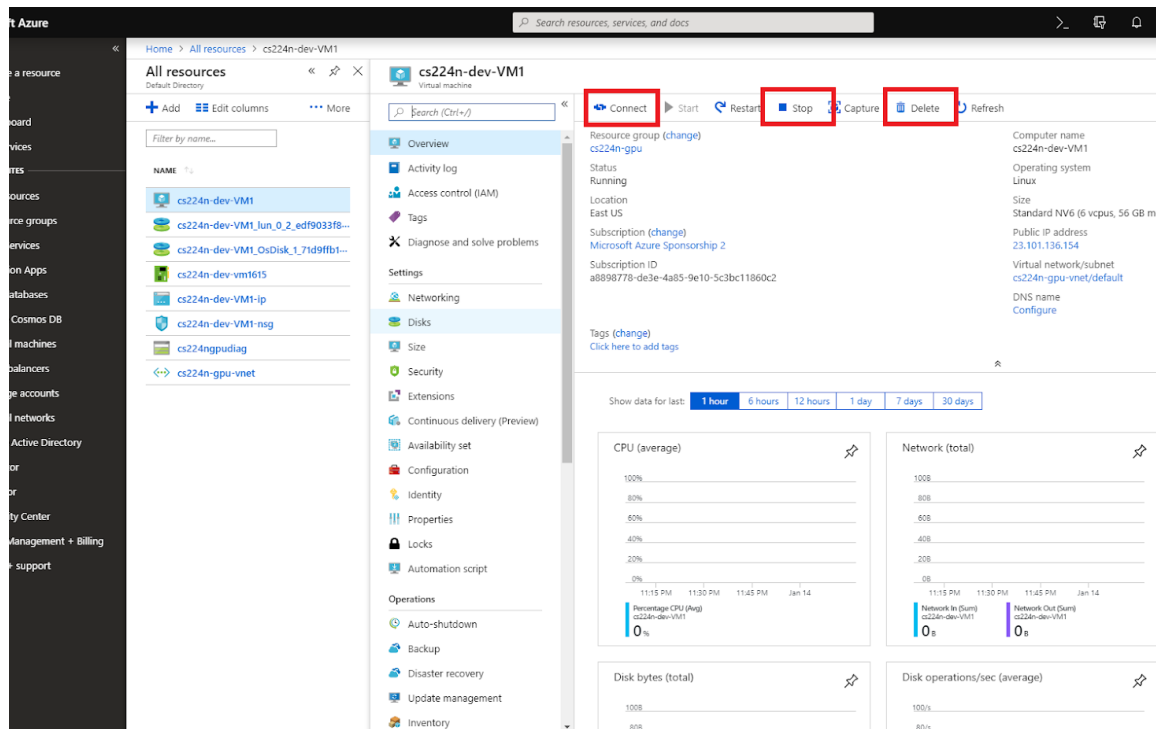 ft Azure
Search resources, services, and docs
Home > All resources > cs224n-dev-VM1
e a resource
board
vices
ITES
ources
rce groups
ervices
on Apps
atabases
Cosmos DB
l machines
balancers
ge accounts
l networks
Active Directory
or
or
ty Center
Management + Billing
+ support
All resources
Default Directory
Add Edit columns More
Filter by name...
NAME
cs224n-dev-VM1
cs224n-dev-VM1_lun_0_2_edf9033f8...
cs224n-dev-VM1_OsDisk_1_71d9ffb1...
cs224n-dev-vm1615
cs224n-dev-VM1-ip
cs224n-dev-VM1-nsg
cs224ngpudiag
cs224n-gpu-vnet
cs224n-dev-VM1
Virtual machine
Search (Ctrl+/)
Overview
Activity log
Access control (IAM)
Tags
Diagnose and solve problems
Settings
Networking
Disks
Size
Security
Extensions
Continuous delivery (Preview)
Availability set
Configuration
Identity
Properties
Locks
Automation script
Operations
Auto-shutdown
Backup
Disaster recovery
Update management
Inventory
Connect Start Restart Stop Capture Delete Refresh
Resource group (change)
cs224n-gpu
Status
Running
Location
East US
Subscription (change)
Microsoft Azure Sponsorship 2
Subscription ID
a8898778-de3e-4a85-9e10-5c3bc11860c2
Computer name
cs224n-dev-VM1
Operating system
Linux
Size
Standard NV6 (6 vcpus, 56 GB m
Public IP address
23.101.136.154
Virtual network/subnet
cs224n-gpu-vnet/default
DNS name
Configure
Tags (change)
Click here to add tags
Show data for last: 1 hour 6 hours 12 hours 1 day 7 days 30 days
CPU (average)
100%
80%
60%
40%
20%
0%
11:15 PM 11:30 PM 11:45 PM Jan 14
Percentage CPU (Avg)
cs224n-dev-VM1
0 %
Network (total)
100B
80B
60B
40B
20B
0B
11:15 PM 11:30 PM 11:45 PM Jan 14
Network In (Sum) Network Out (Sum)
cs224n-dev-VM1 cs224n-dev-VM1
0 B 0 B
Disk bytes (total)
100B
80B
Disk operations/sec (average)
100/s
80/s